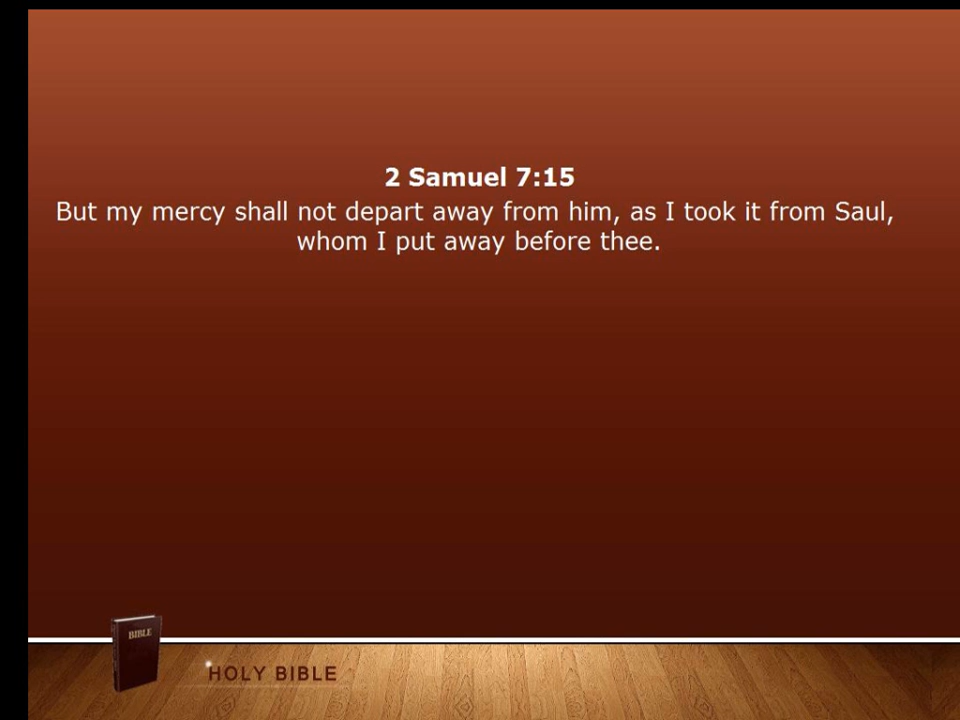 2 Samuel 7:15
But my mercy shall not depart away from him, as I took it from Saul,
whom I put away before thee.
BIBLE
HOLY BIBLE